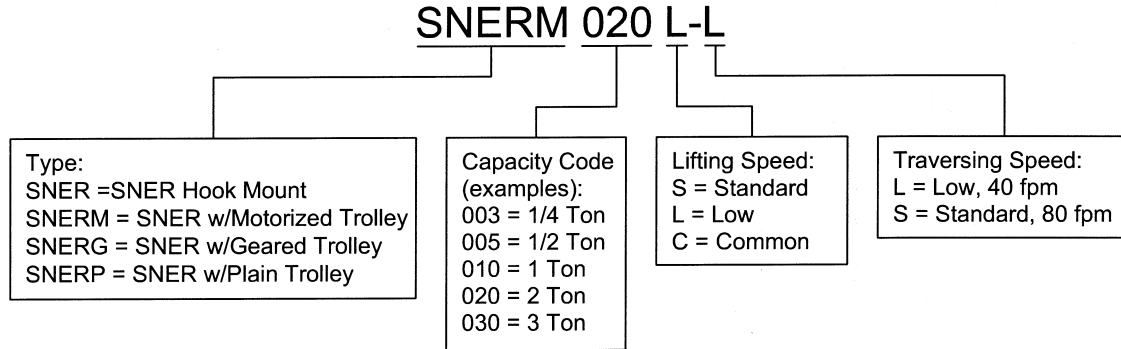 SNERM 020 L-L
Type:
SNER =SNER Hook Mount
SNERM = SNER w/Motorized Trolley
SNERG = SNER w/Geared Trolley
SNERP = SNER w/Plain Trolley
Capacity Code
(examples):
003 = 1/4 Ton
005 = 1/2 Ton
010 = 1 Ton
020 = 2 Ton
030 = 3 Ton
Lifting Speed:
S = Standard
L = Low
C = Common
Traversing Speed:
L = Low, 40 fpm
S = Standard, 80 fpm